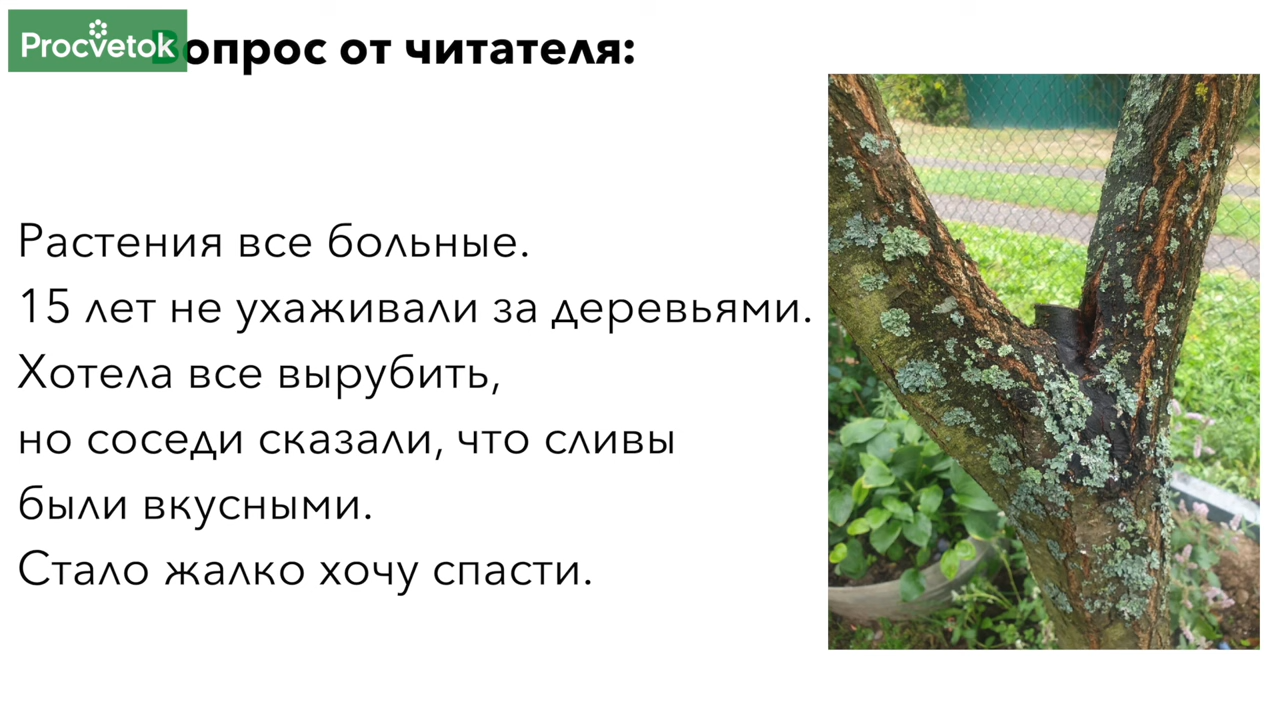 Procvetok
Вопрос от читателя:
Растения все больные.
15 лет не ухаживали за деревьями.
Хотела все вырубить,
но соседи сказали, что сливы
были вкусными.
Стало жалко хочу спасти.